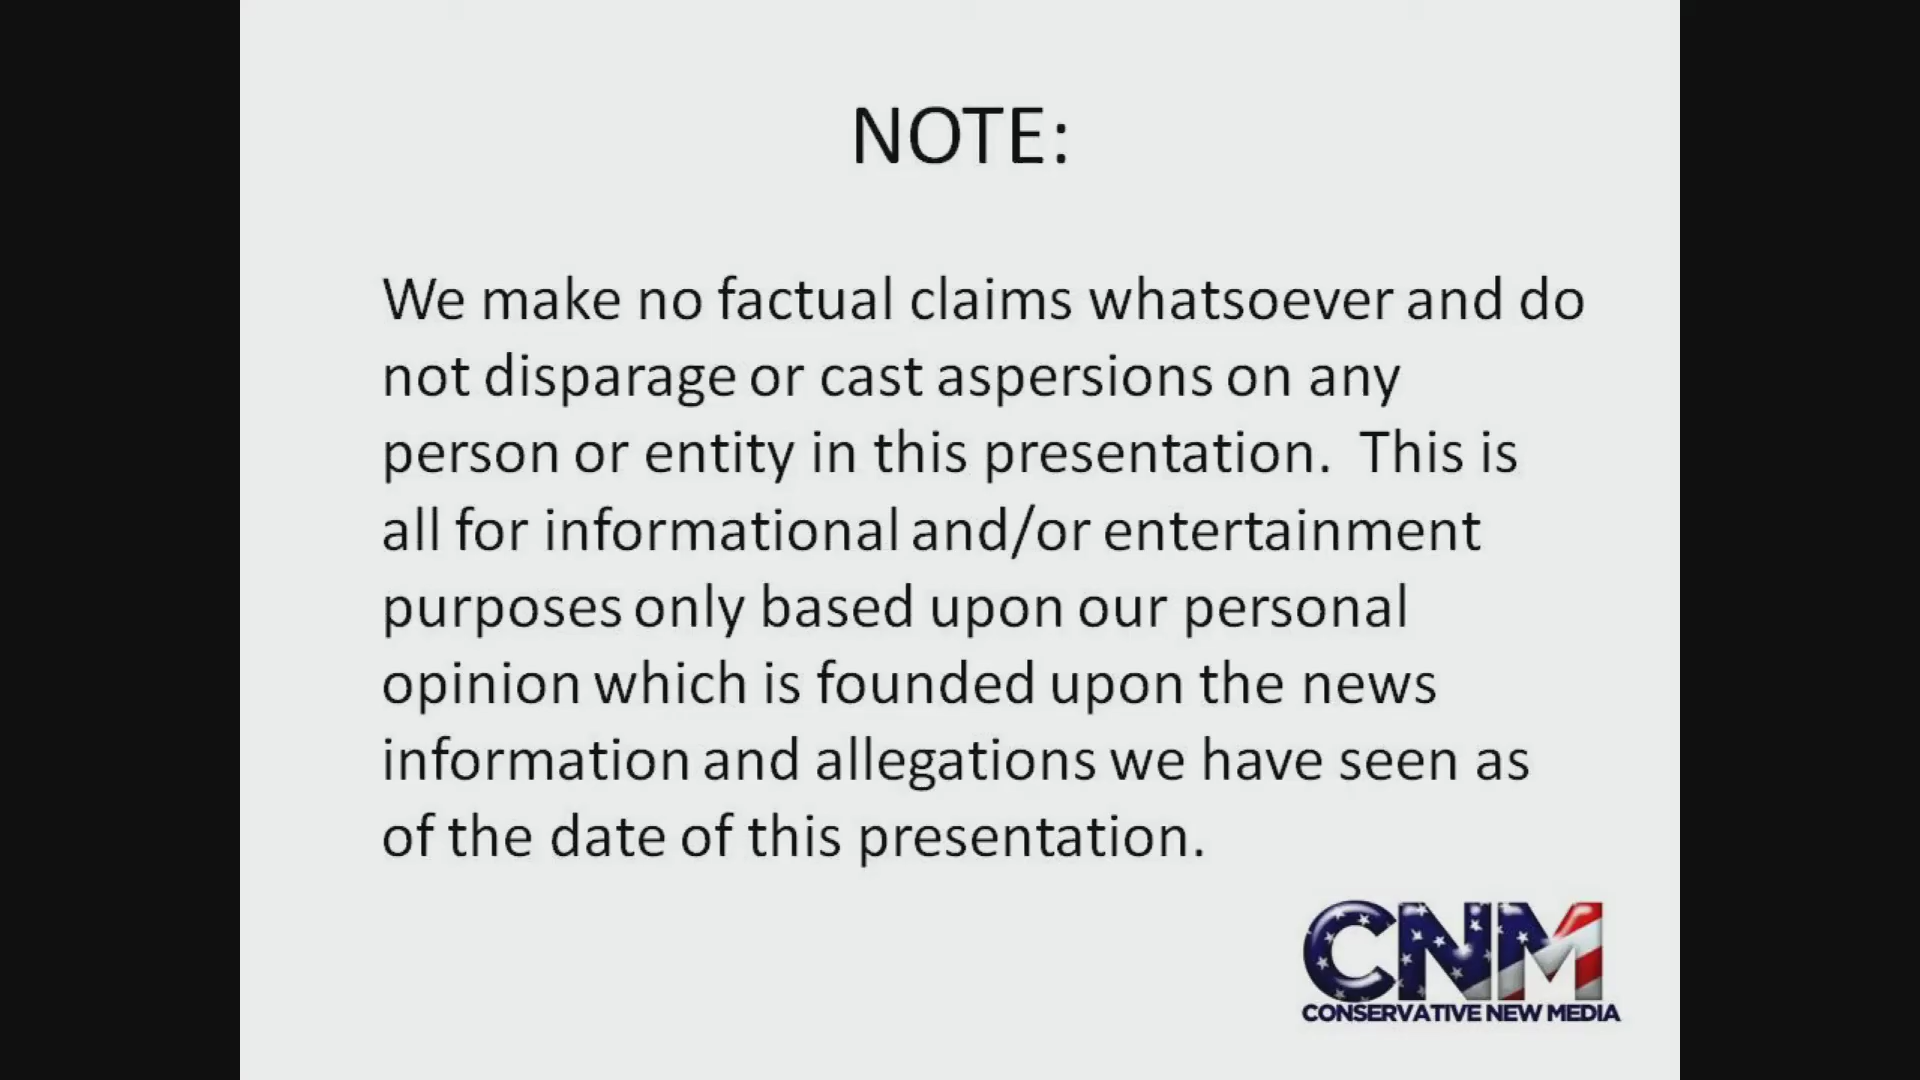 NOTE:
We make no factual claims whatsoever and do
not disparage or cast aspersions on any
person or entity in this presentation.  This is
all for informational and/or entertainment
purposes only based upon our personal
opinion which is founded upon the news
information and allegations we have seen as
of the date of this presentation.
CNM
CONSERVATIVE NEW MEDIA